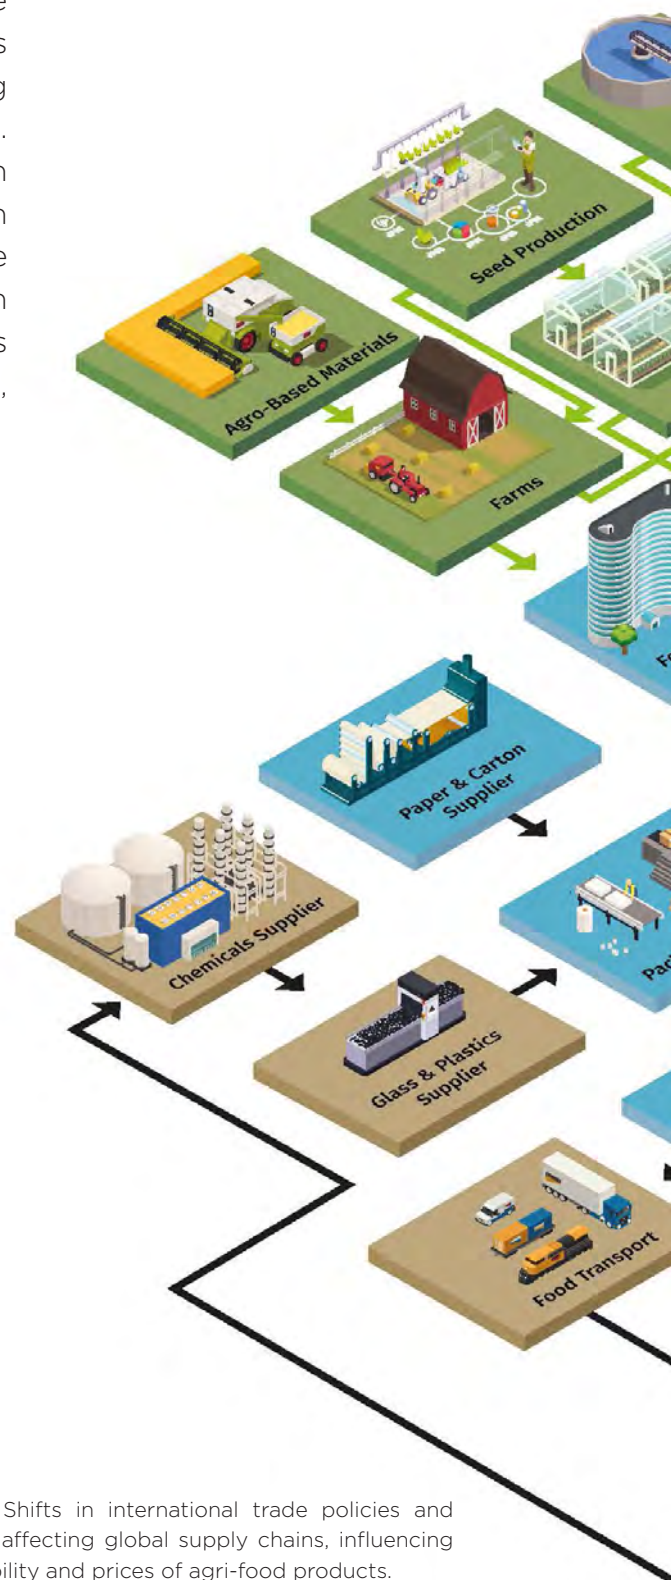 e
s
g
.
n
n
e
n
s
,
Seed Production
Agro-Based Materials
Farms
Paper & Carton
Supplier
Chemicals Supplier
Glass & Plastics
Supplier
Food Transport
Shifts in international trade policies and
affecting global supply chains, influencing
bility and prices of agri-food products.